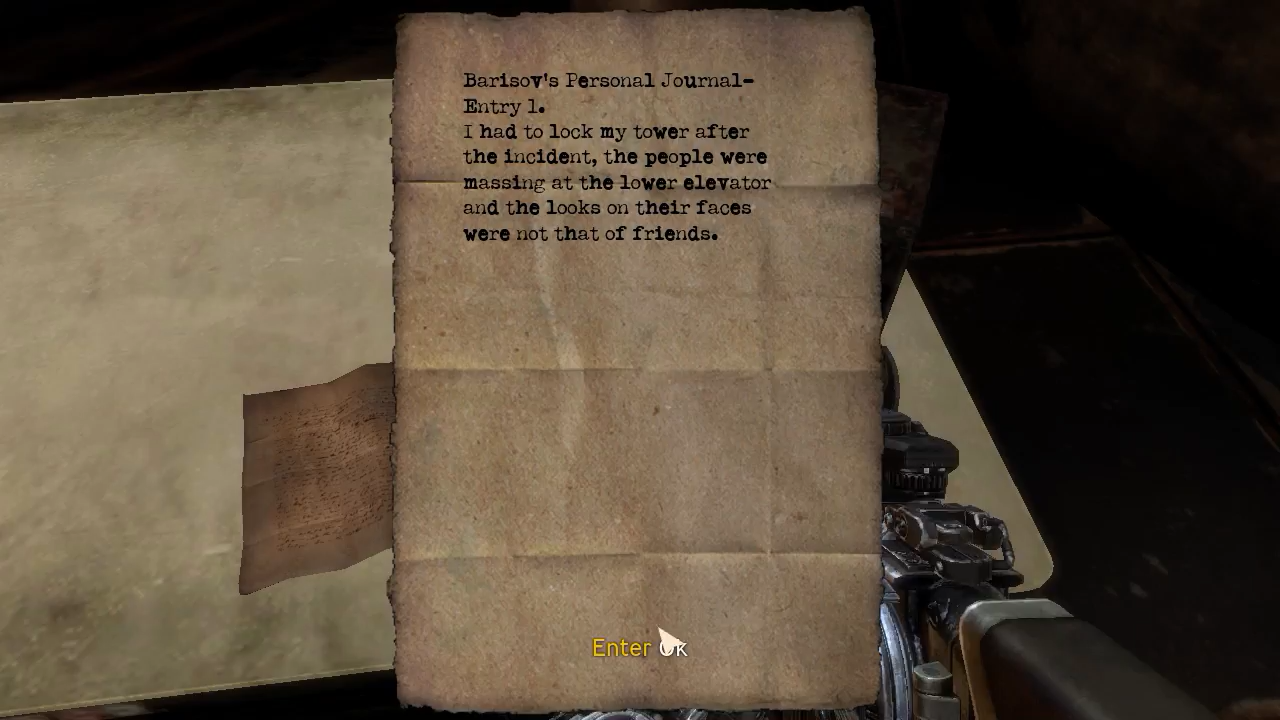 Barisov's Personal Journal-
Entry 1.
I had to lock my tower after
the incident, the people were
massing at the lower elevator
and the looks on their faces
were not that of friends.
Enter OK